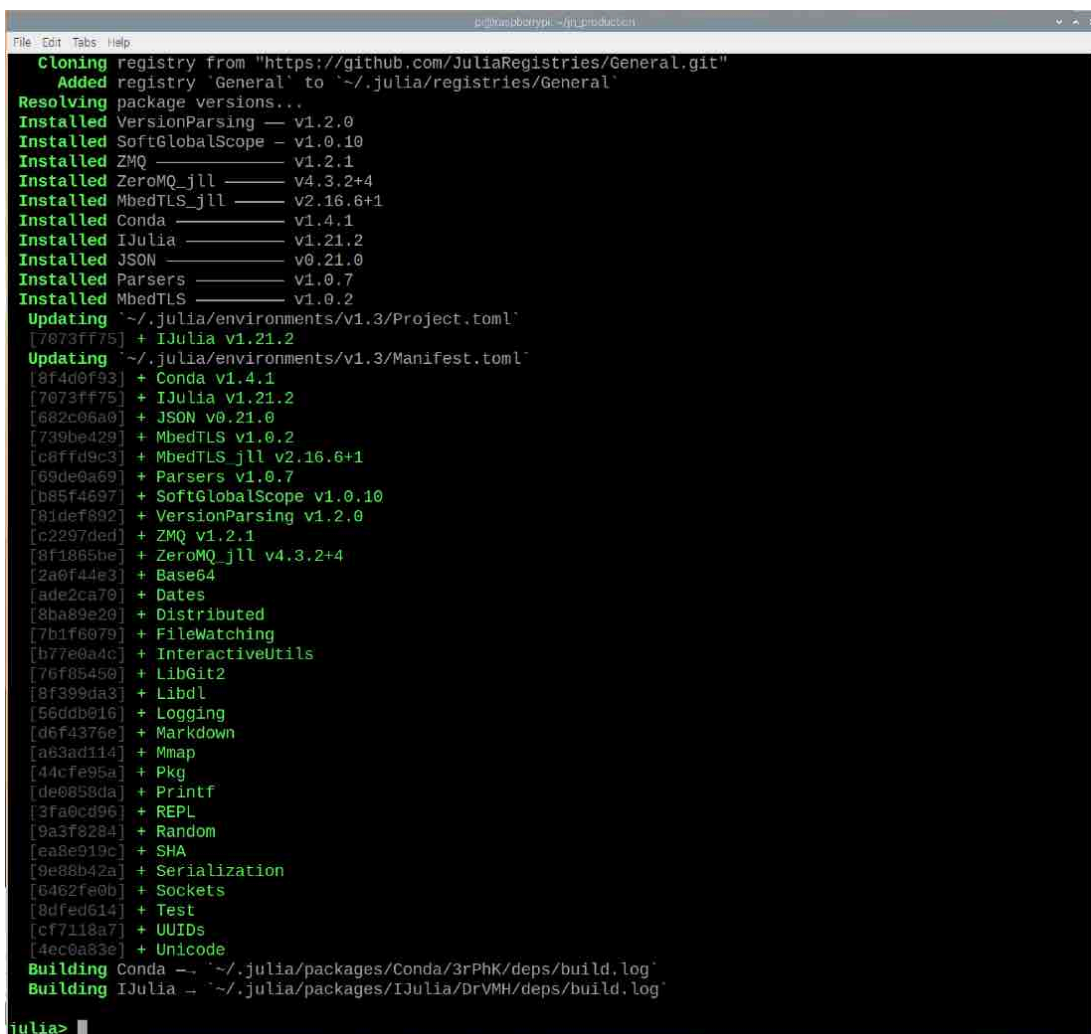 pi@raspberrypi: ~/jn_production
File Edit Tabs Help
Cloning registry from "https://github.com/JuliaRegistries/General.git"
Added registry `General` to `~/.julia/registries/General`
Resolving package versions...
Installed VersionParsing — v1.2.0
Installed SoftGlobalScope – v1.0.10
Installed ZMQ ————— v1.2.1
Installed ZeroMQ_jll ——— v4.3.2+4
Installed MbedTLS_jll —— v2.16.6+1
Installed Conda ———— v1.4.1
Installed IJulia ———— v1.21.2
Installed JSON ————— v0.21.0
Installed Parsers ———— v1.0.7
Installed MbedTLS ———— v1.0.2
Updating `~/.julia/environments/v1.3/Project.toml`
[7073ff75] + IJulia v1.21.2
Updating `~/.julia/environments/v1.3/Manifest.toml`
[8f4d0f93] + Conda v1.4.1
[7073ff75] + IJulia v1.21.2
[682c06a0] + JSON v0.21.0
[739be429] + MbedTLS v1.0.2
[c8ffd9c3] + MbedTLS_jll v2.16.6+1
[69de0a69] + Parsers v1.0.7
[b85f4697] + SoftGlobalScope v1.0.10
[81def892] + VersionParsing v1.2.0
[c2297ded] + ZMQ v1.2.1
[8f1865be] + ZeroMQ_jll v4.3.2+4
[2a0f44e3] + Base64
[ade2ca70] + Dates
[8ba89e20] + Distributed
[7b1f6079] + FileWatching
[b77e0a4c] + InteractiveUtils
[76f85450] + LibGit2
[8f399da3] + Libdl
[56ddb016] + Logging
[d6f4376e] + Markdown
[a63ad114] + Mmap
[44cfe95a] + Pkg
[de0858da] + Printf
[3fa0cd96] + REPL
[9a3f8284] + Random
[ea8e919c] + SHA
[9e88b42a] + Serialization
[6462fe0b] + Sockets
[8dfed614] + Test
[cf7118a7] + UUIDs
[4ec0a83e] + Unicode
Building Conda → `~/.julia/packages/Conda/3rPhK/deps/build.log`
Building IJulia → `~/.julia/packages/IJulia/DrVMH/deps/build.log`
julia>